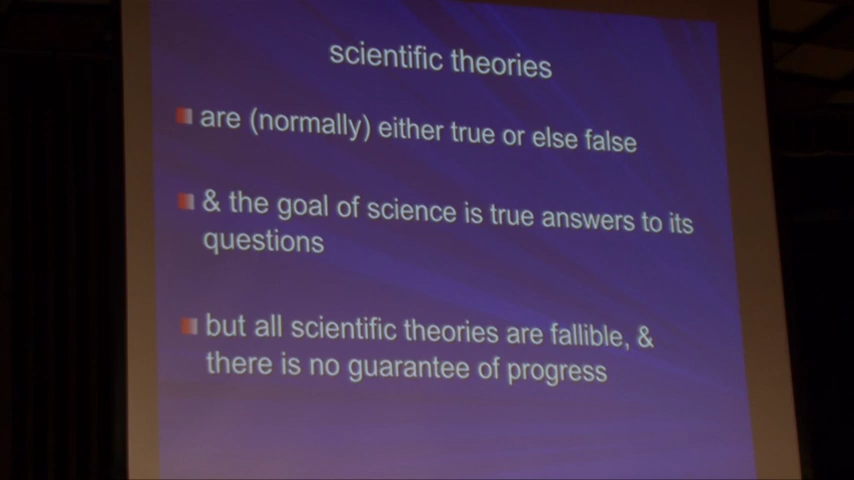 scientific theories
are (normally) either true or else false
& the goal of science is true answers to its
questions
but all scientific theories are fallible, &
there is no guarantee of progress